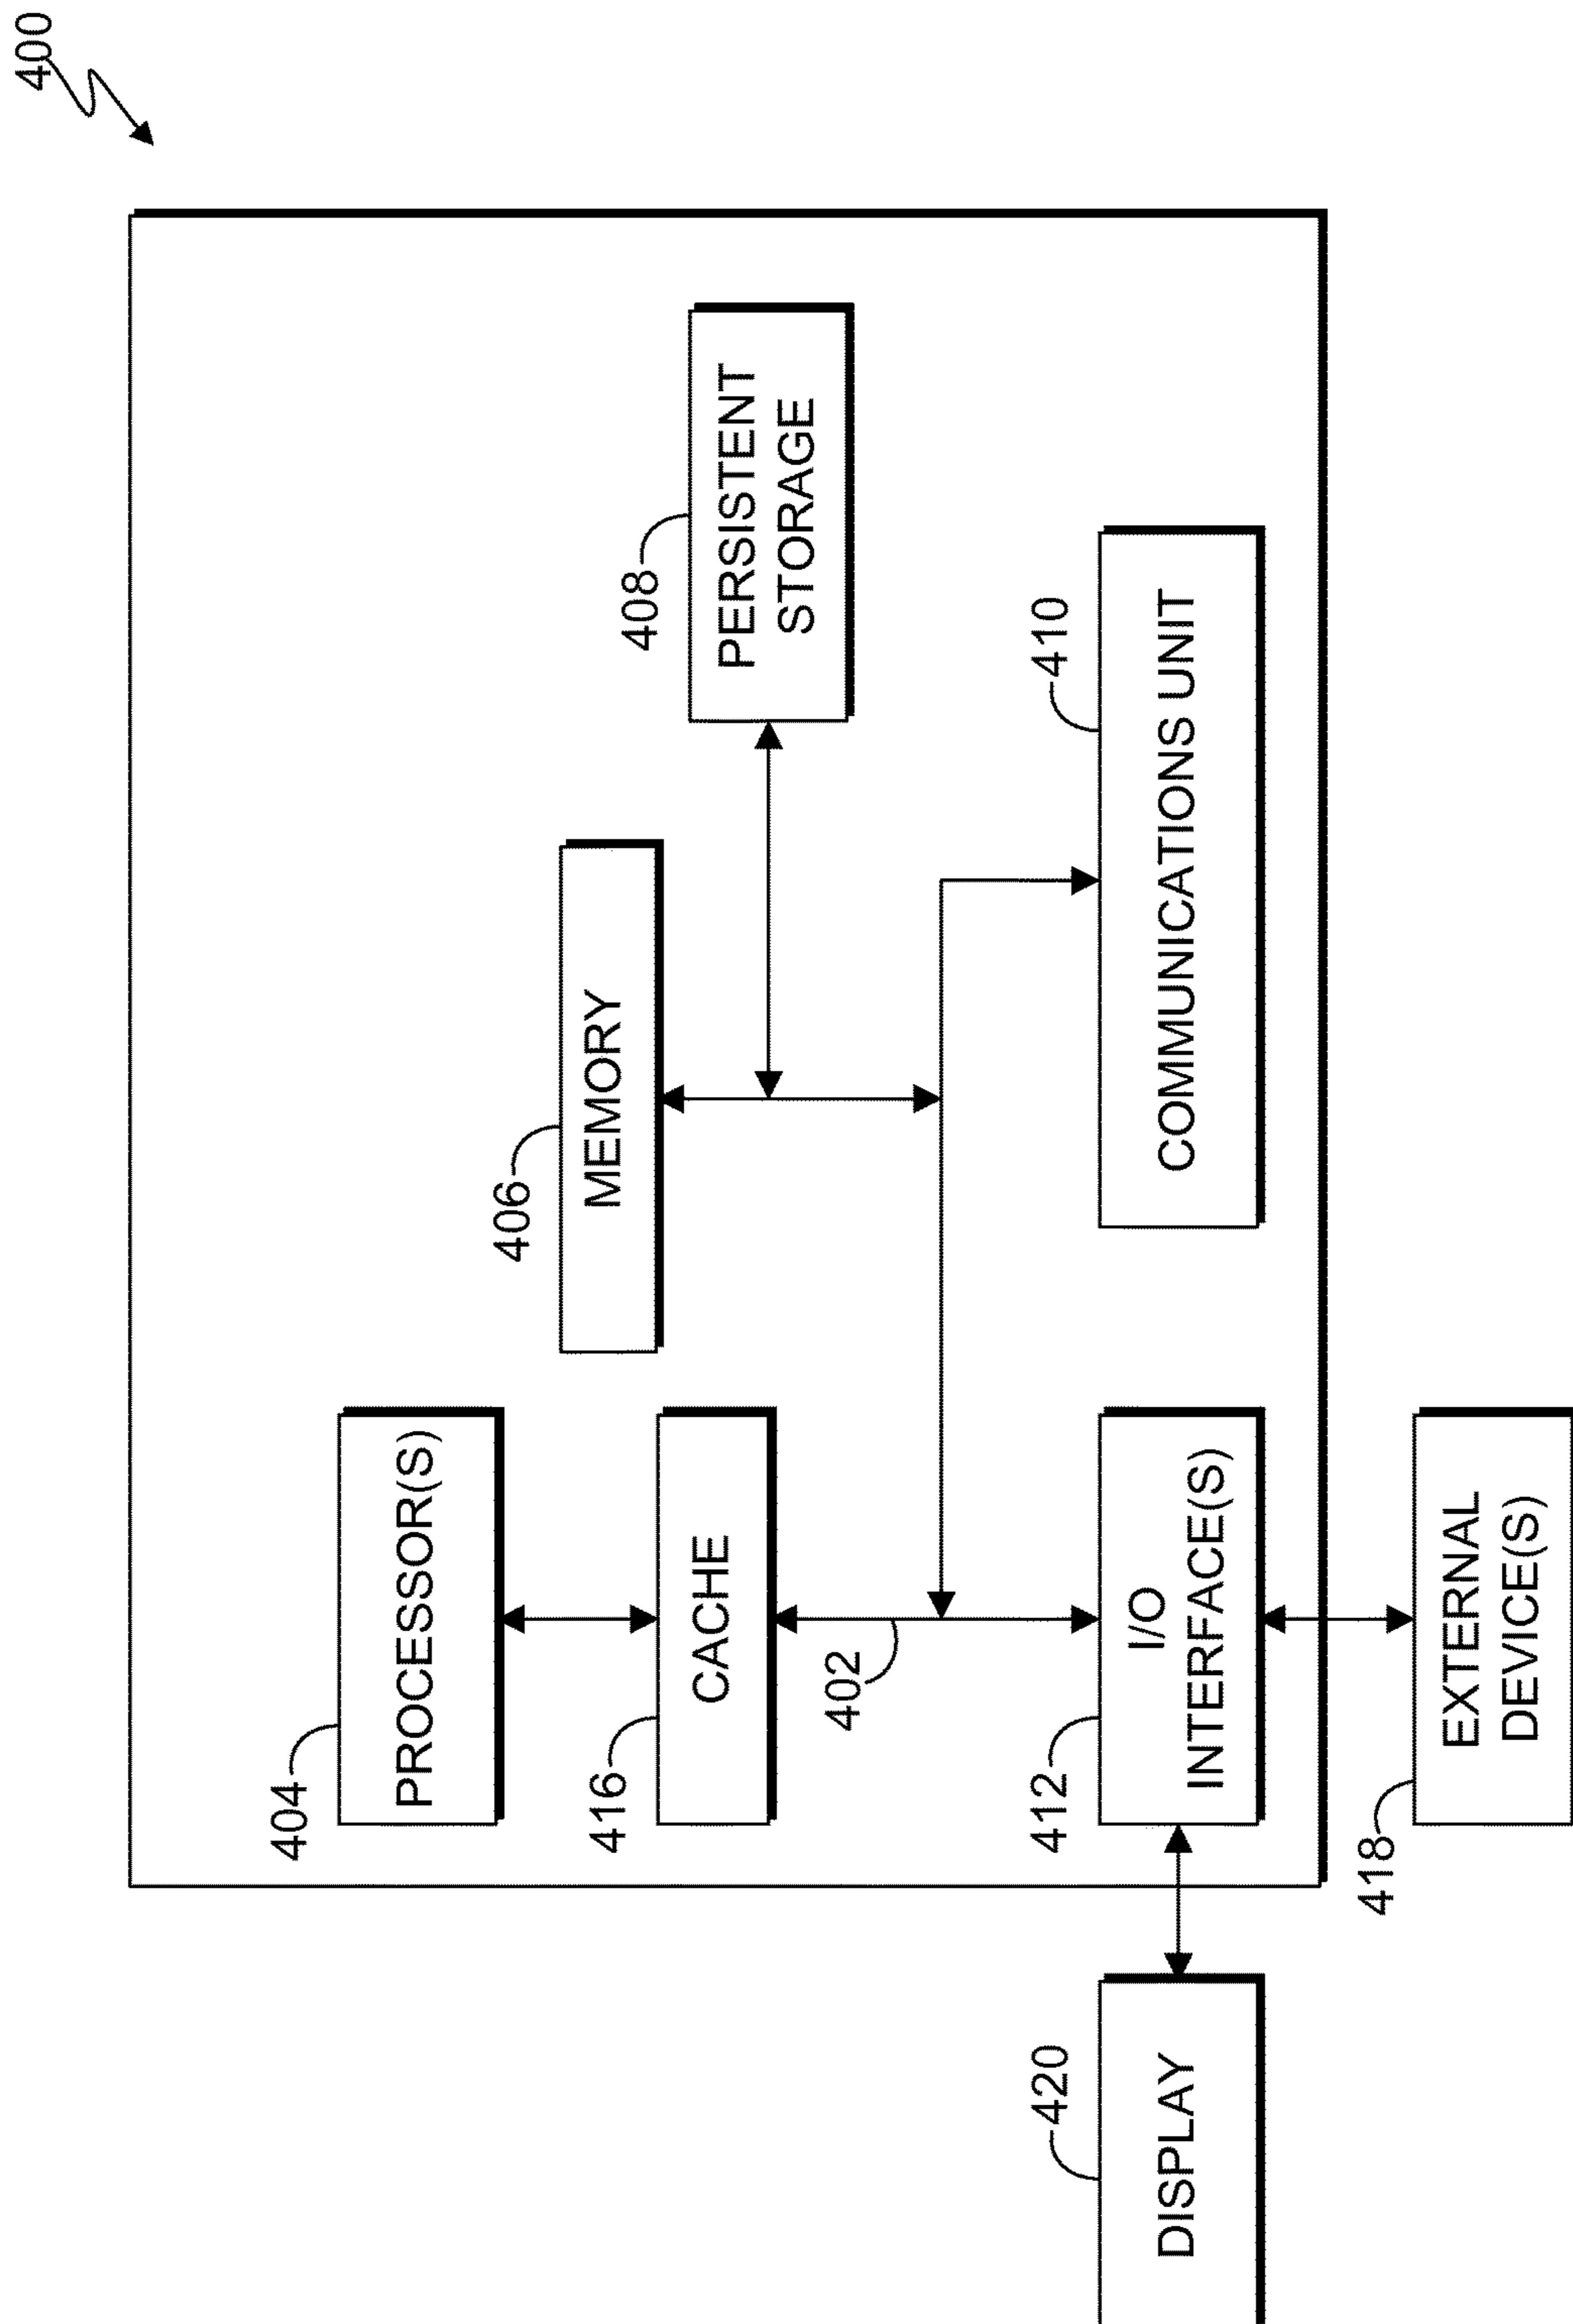 400
404
PROCESSOR(S)
406
MEMORY
416
CACHE
408
PERSISTENT
STORAGE
402
420
DISPLAY
412
I/O
INTERFACE(S)
410
COMMUNICATIONS UNIT
418
EXTERNAL
DEVICE(S)